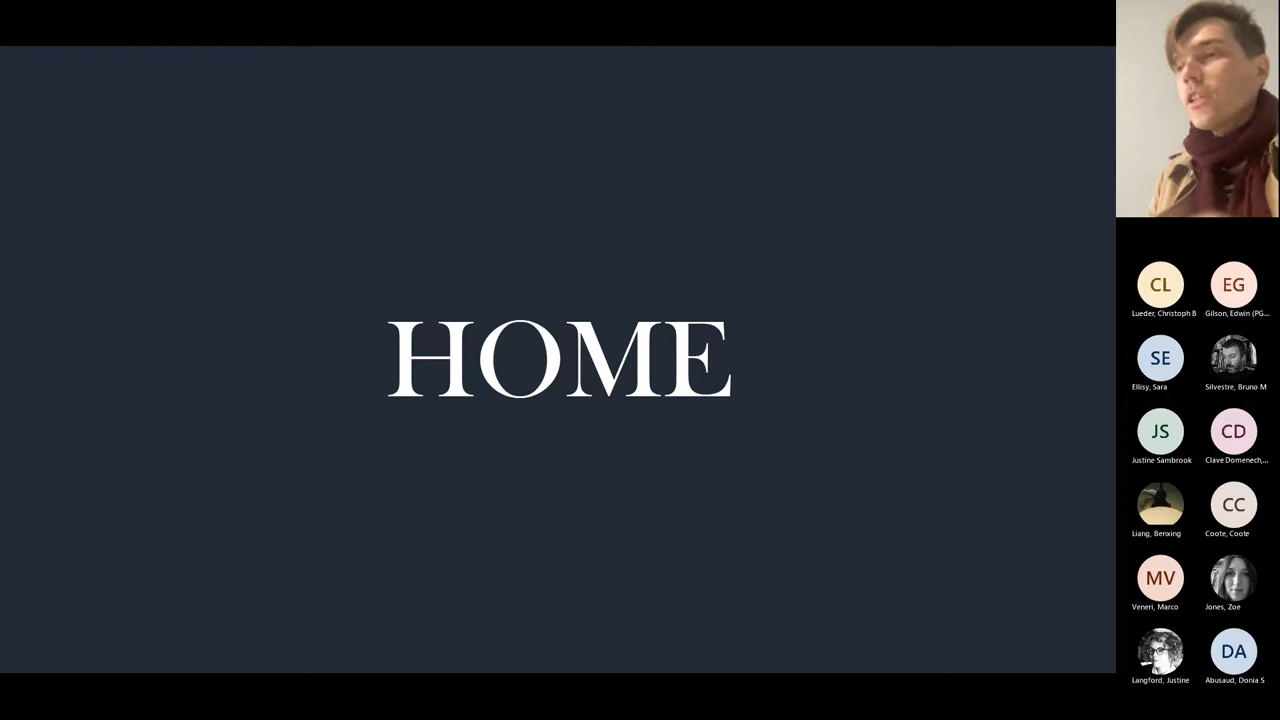 HOME
CL
EG
Lueder, Christoph B
Gilson, Edwin (PG...
SE
Ellisy, Sara
Silvestre, Bruno M
JS
CD
Justine Sambrook
Clave Domenech,...
CC
Liang, Benxing
Coote, Coote
MV
Veneri, Marco
Jones, Zoe
DA
Langford, Justine
Abusaud, Donia S